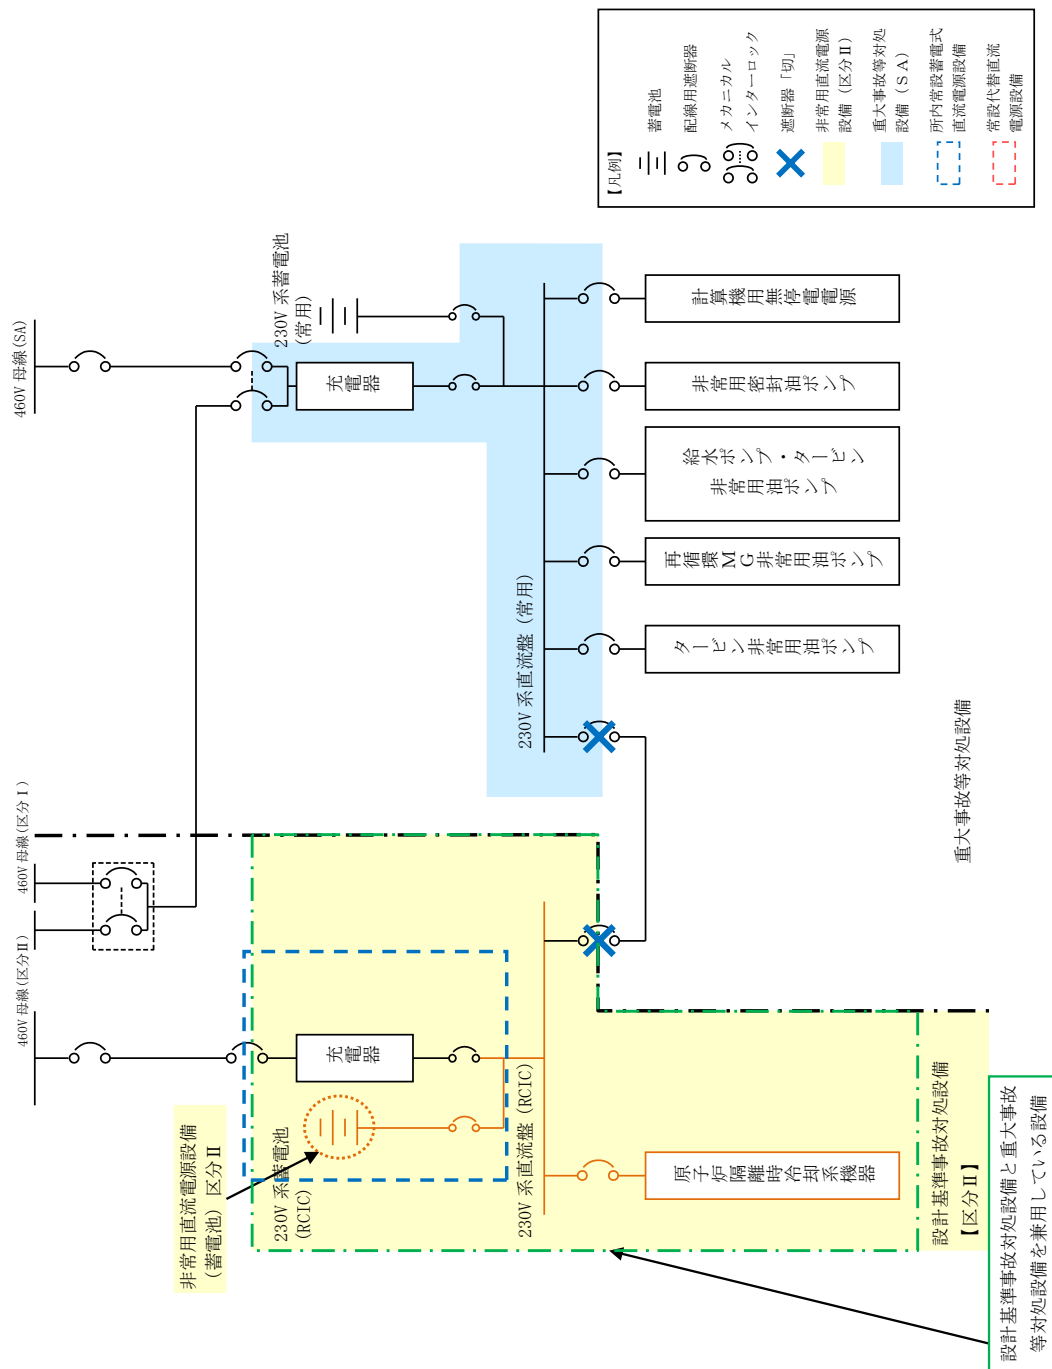 460V 母線(区分Ⅱ)
460V 母線(区分Ⅰ)
460V 母線(SA)
非常用直流電源設備
(蓄電池) 区分Ⅱ
230V 系蓄電池
(RCIC)
充電器
230V 系直流盤 (RCIC)
原子炉隔離時冷却系機器
設計基準事故対処設備
【区分Ⅱ】
設計基準事故対処設備と重大事故
等対処設備を兼用している設備
230V 系蓄電池
(常用)
充電器
230V 系直流盤 (常用)
タービン非常用油ポンプ
再循環MG非常用油ポンプ
給水ポンプ・タービン
非常用油ポンプ
非常用密封油ポンプ
計算機用無停電電源
重大事故等対処設備
【凡例】
蓄電池
配線用遮断器
メカニカル
インターロック
遮断器「切」
非常用直流電源
設備(区分Ⅱ)
重大事故等対処
設備(SA)
所内常設蓄電式
直流電源設備
常設代替直流
電源設備